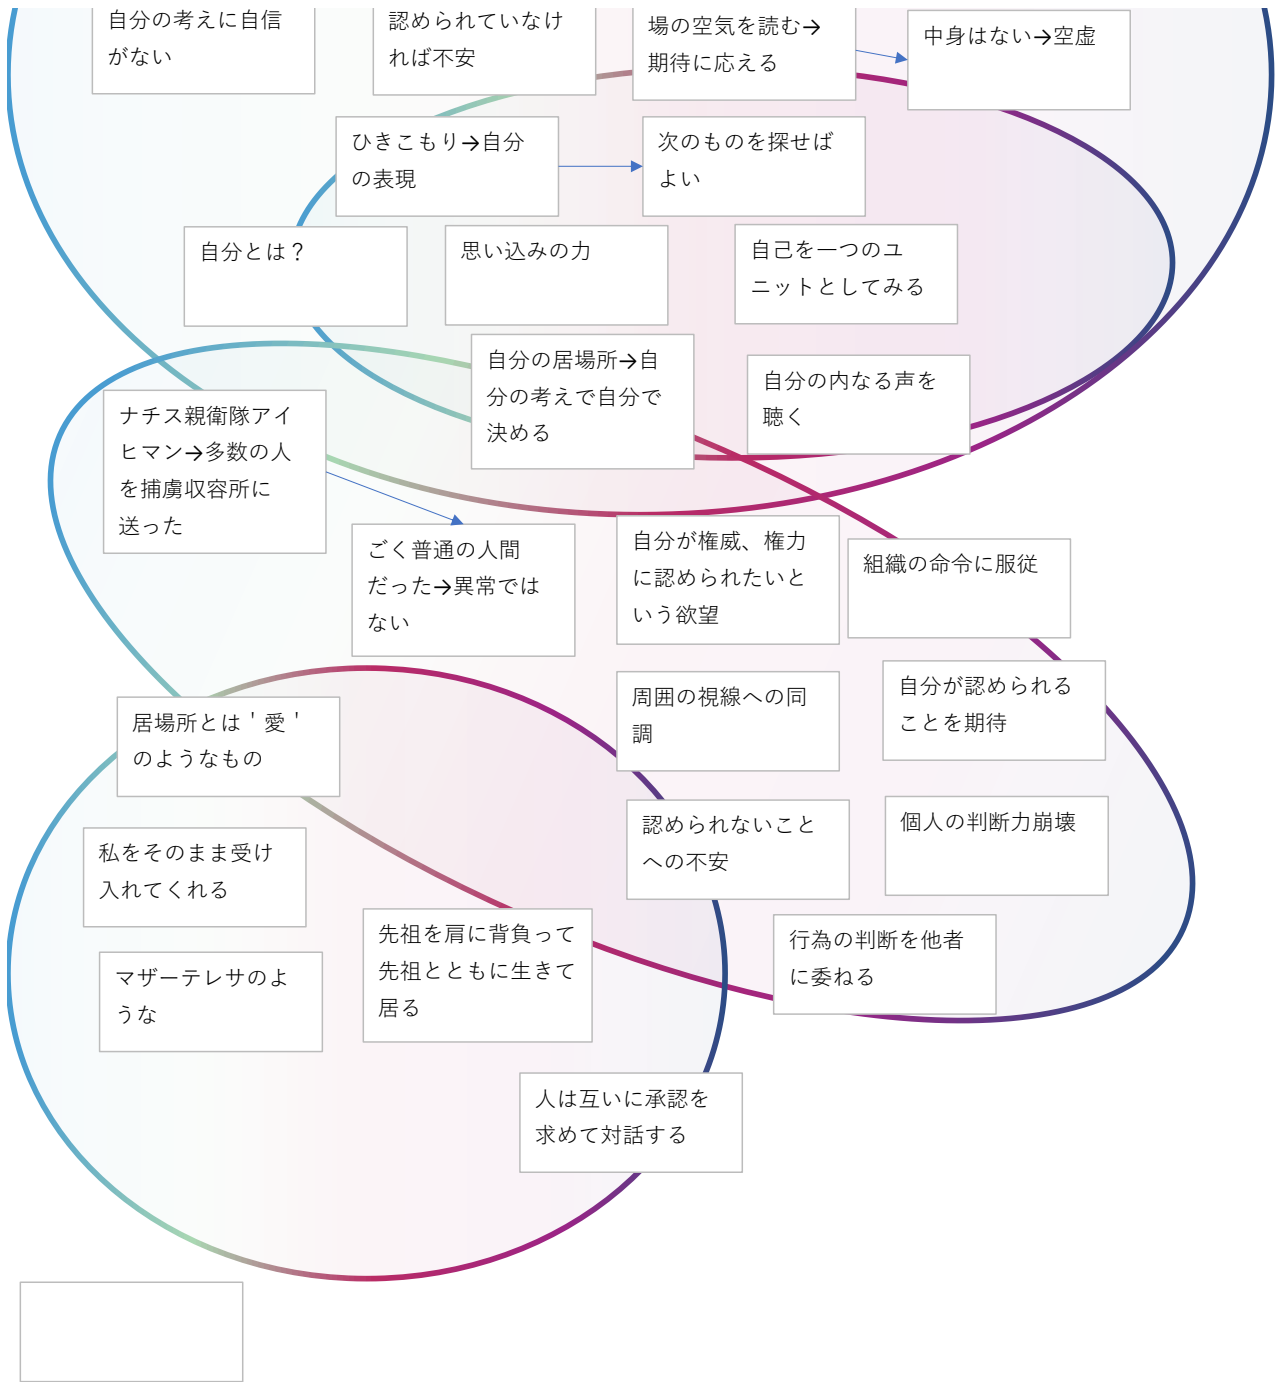 自分の考えに自信
がない
認められていなけ
れば不安
場の空気を読む→
期待に応える
中身はない→空虚
ひきこもり→自分
の表現
次のものを探せば
よい
自分とは？
思い込みの力
自己を一つのユ
ニットとしてみる
自分の居場所→自
分の考えで自分で
決める
自分の内なる声を
聴く
ナチス親衛隊アイ
ヒマン→多数の人
を捕虜収容所に
送った
ごく普通の人間
だった→異常では
ない
自分が権威、権力
に認められたいと
いう欲望
組織の命令に服従
周囲の視線への同
調
自分が認められる
ことを期待
居場所とは＇愛＇
のようなもの
認められないこと
への不安
個人の判断力崩壊
私をそのまま受け
入れてくれる
先祖を肩に背負って
先祖とともに生きて
居る
行為の判断を他者
に委ねる
マザーテレサのよ
うな
人は互いに承認を
求めて対話する